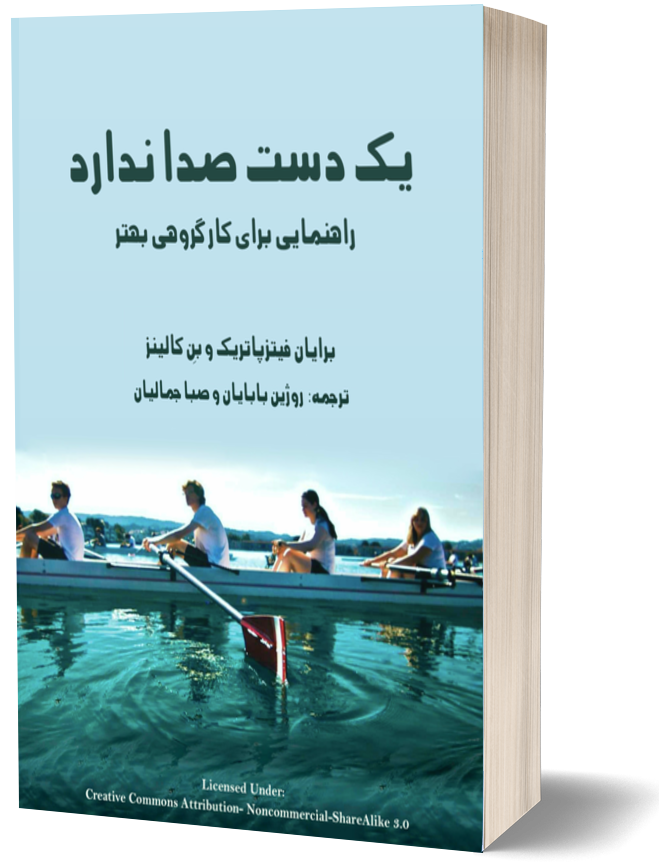 یک دست صدا ندارد
راهنمایی برای کار گروهی بهتر
برایان فیتزپاتریک و بن کالینز
ترجمه: روژین بابایان و صبا جمالیان
Licensed Under:
Creative Commons Attribution- Noncommercial-ShareAlike 3.0